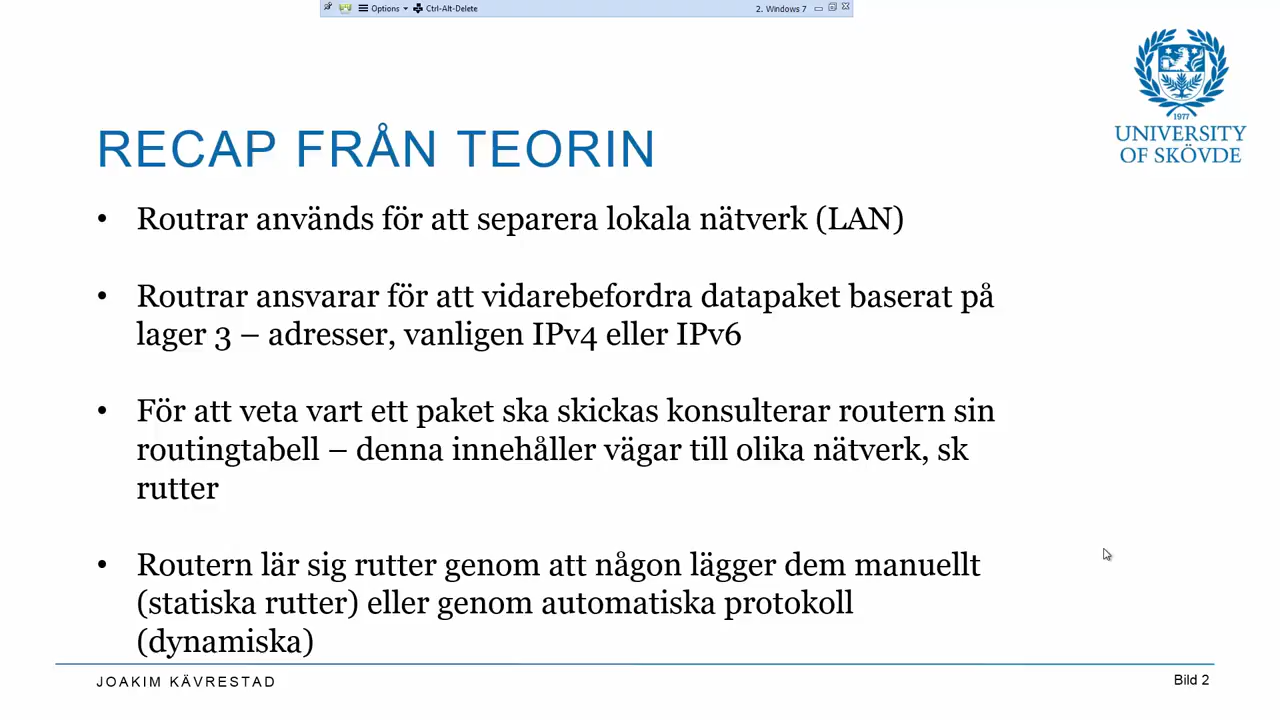 Options
Ctrl-Alt-Delete
2. Windows 7
1977
UNIVERSITY
OF SKÖVDE
RECAP FRÅN TEORIN
• Routrar används för att separera lokala nätverk (LAN)
• Routrar ansvarar för att vidarebefordra datapaket baserat på
lager 3 – adresser, vanligen IPv4 eller IPv6
• För att veta vart ett paket ska skickas konsulterar routern sin
routingtabell – denna innehåller vägar till olika nätverk, sk
rutter
• Routern lär sig rutter genom att någon lägger dem manuellt
(statiska rutter) eller genom automatiska protokoll
(dynamiska)
JOAKIM KÄVRESTAD
Bild 2